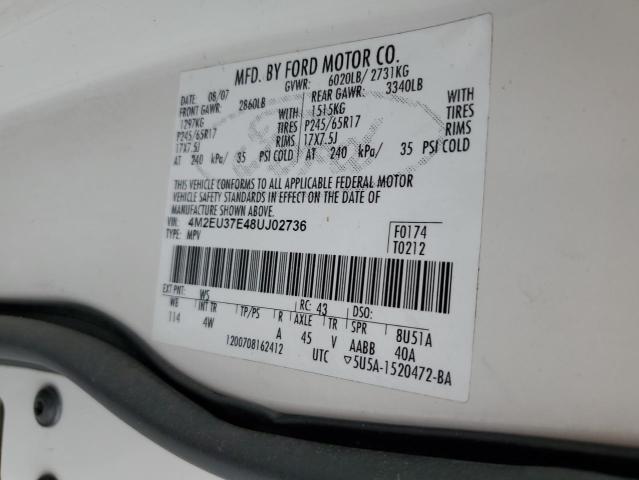 MFD. BY FORD MOTOR CO.
DATE: 08/07 GVWR: 6020LB/ 2731KG
FRONT GAWR: 2860LB REAR GAWR: 3340LB
1297KG WITH 1515KG WITH
P245/65R17 TIRES P245/65R17 TIRES
17X7.5J RIMS 17X7.5J RIMS
AT 240 kPa/ 35 PSI COLD AT 240 kPa/ 35 PSI COLD
THIS VEHICLE CONFORMS TO ALL APPLICABLE FEDERAL MOTOR
VEHICLE SAFETY STANDARDS IN EFFECT ON THE DATE OF
MANUFACTURE SHOWN ABOVE.
VIN: 4M2EU37E48UJ02736 F0174
TYPE: MPV T0212
EXT PNT: WS RC: 43 DSO:
WB INT TR TP/PS R AXLE TR SPR 8U51A
114 4W A 45 V AABB 40A
1200708162412 UTC ▽5U5A-1520472-BA